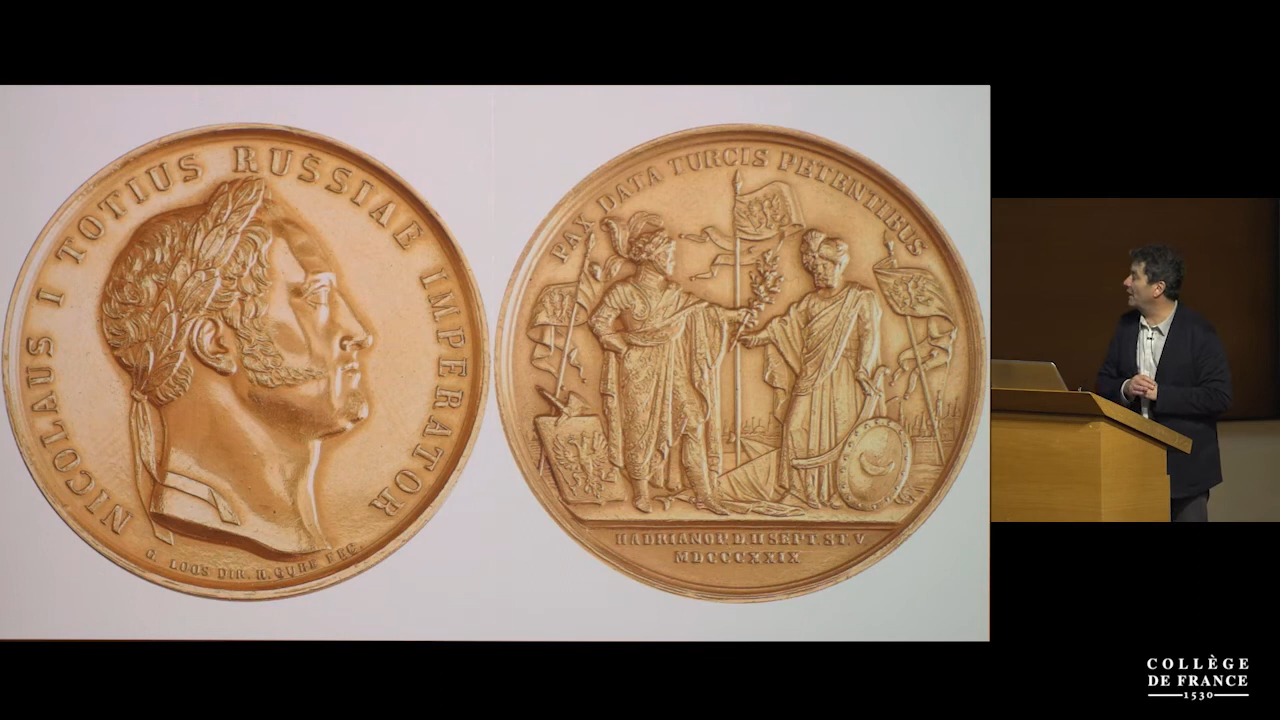 NICOLAUS I TOTIUS RUSSIAE IMPERATOR
G. LOOS DIR. H. QUBE FEC.
PAX DATA TURCIS PETENTIBUS
HADRIANOP. D. II SEPT. ST. V
MDCCCXXIX
COLLÈGE
DE FRANCE
1530